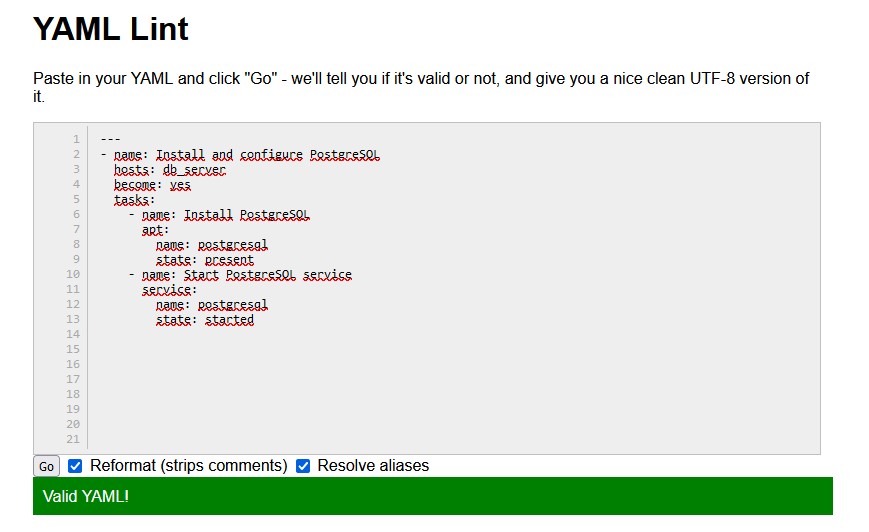 YAML Lint
Paste in your YAML and click "Go" - we'll tell you if it's valid or not, and give you a nice clean UTF-8 version of
it.
1 ---
2 - name: Install and configure PostgreSQL
3   hosts: db_server
4   become: yes
5   tasks:
6     - name: Install PostgreSQL
7       apt:
8         name: postgresql
9         state: present
10     - name: Start PostgreSQL service
11       service:
12         name: postgresql
13         state: started
14
15
16
17
18
19
20
21
Go Reformat (strips comments) Resolve aliases
Valid YAML!